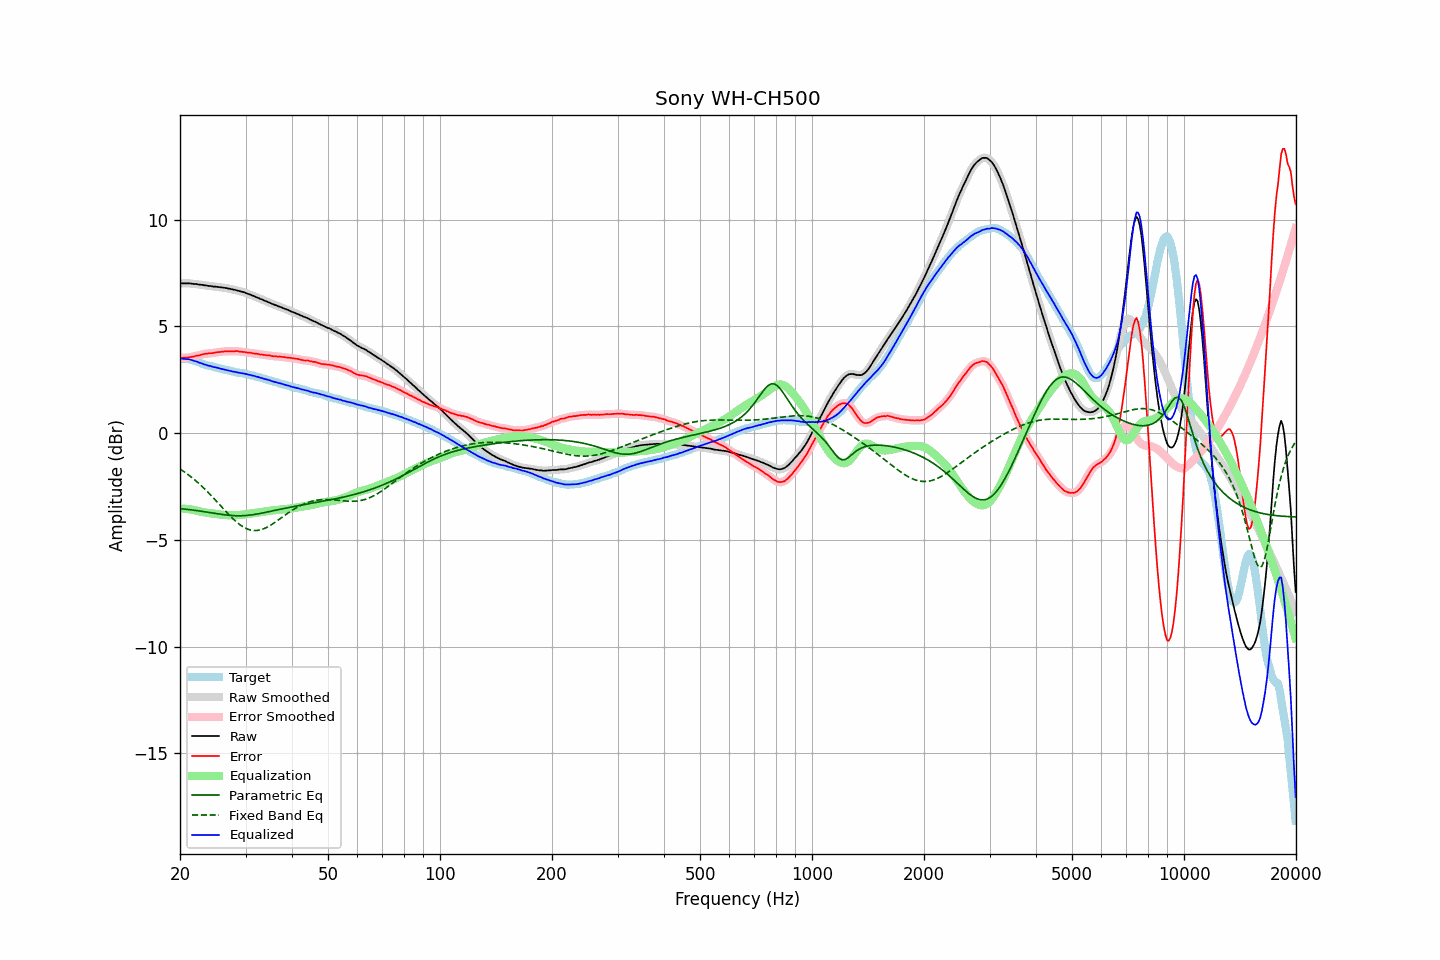 Sony WH-CH500
Amplitude (dBr)
10
5
0
−5
−10
−15
Target
Raw Smoothed
Error Smoothed
Raw
Error
Equalization
Parametric Eq
Fixed Band Eq
Equalized
20 50 100 200 500 1000 2000 5000 10000 20000
Frequency (Hz)